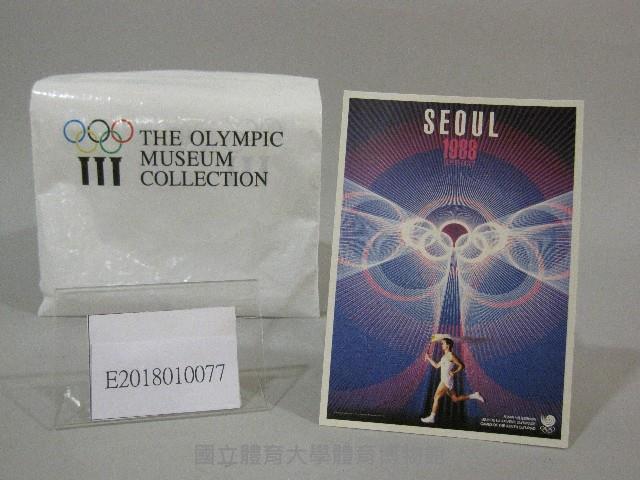 THE OLYMPIC
MUSEUM
COLLECTION
SEOUL
1988
E2018010077
國立體育大學體育博物館